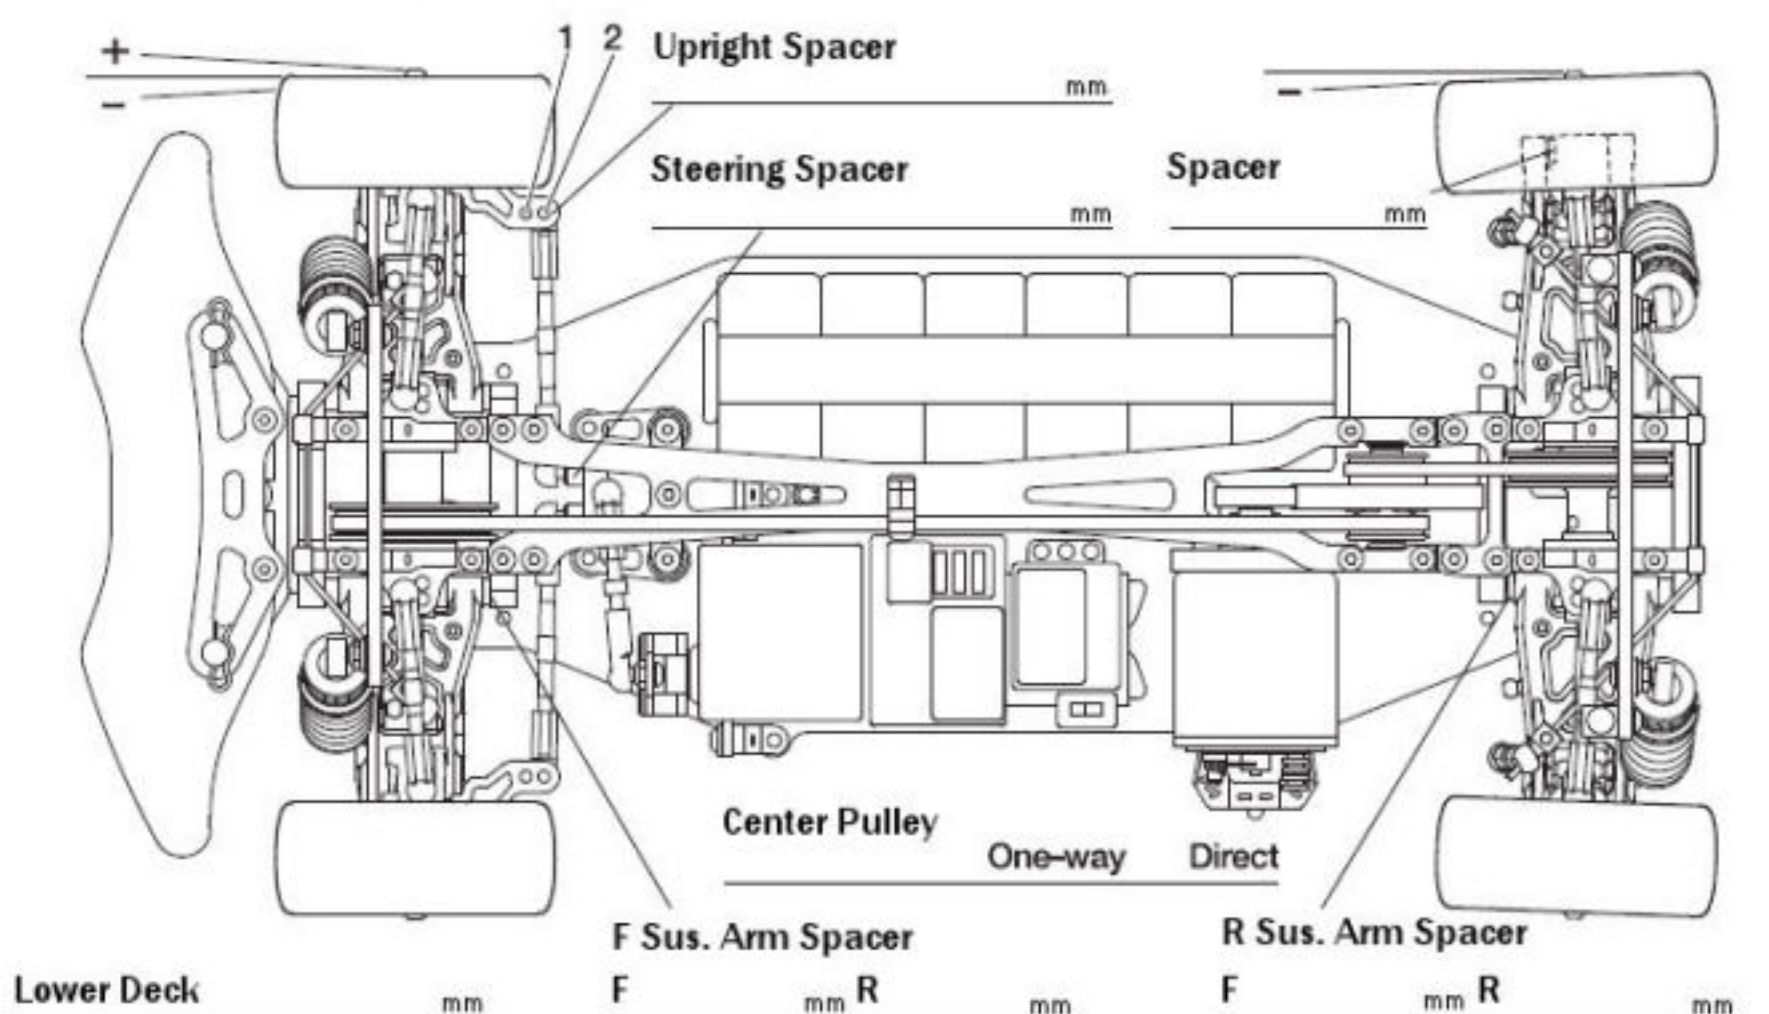 +
1 2
Upright Spacer
mm
−
−
Steering Spacer
mm
Spacer
mm
Center Pulley
One-way Direct
F Sus. Arm Spacer
R Sus. Arm Spacer
Lower Deck mm
F mm R mm
F mm R mm